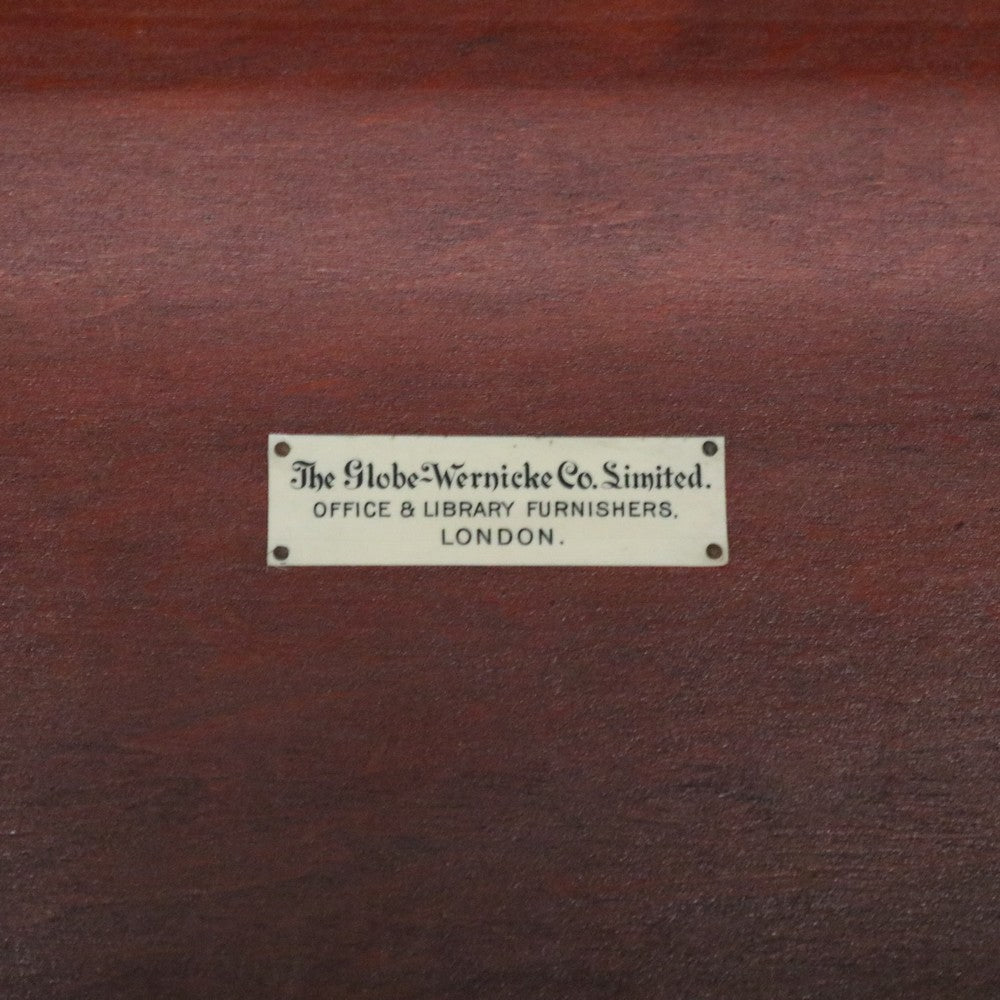 The Globe-Wernicke Co. Limited.
OFFICE & LIBRARY FURNISHERS,
LONDON.